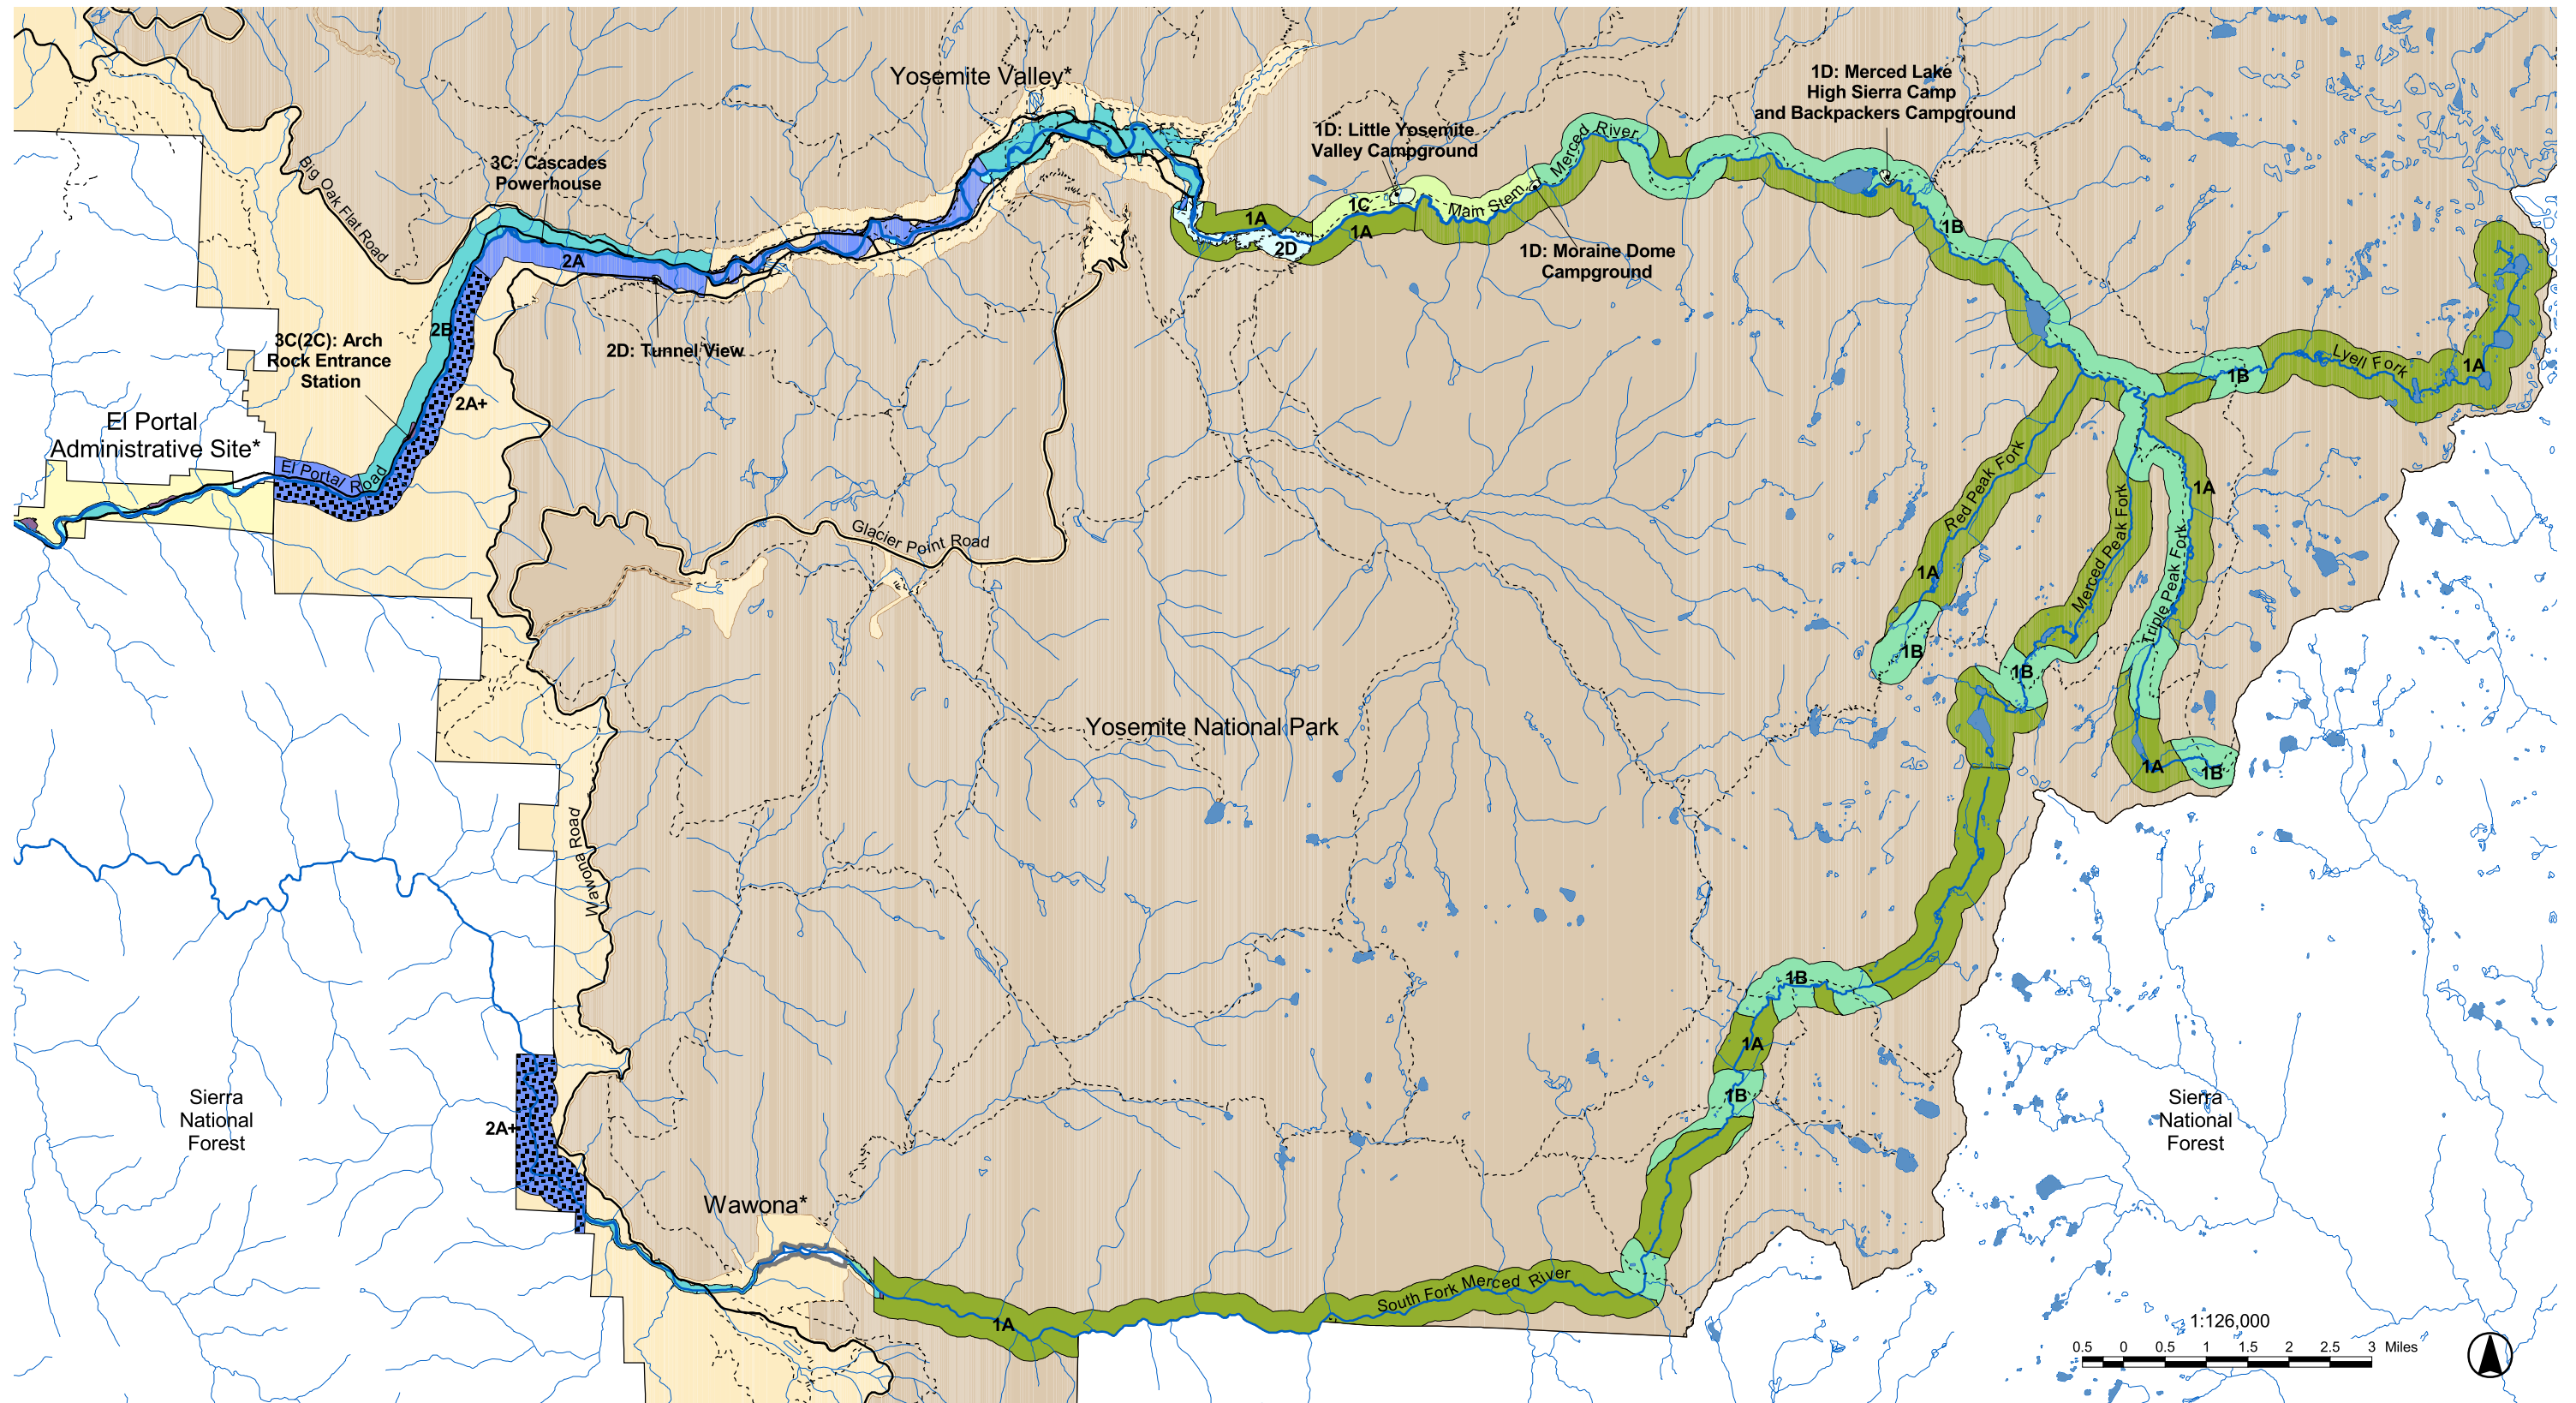 Yosemite Valley*
1D: Merced Lake
High Sierra Camp
and Backpackers Campground
1D: Little Yosemite
Valley Campground
Merced River
Big Oak Flat Road
3C: Cascades
Powerhouse
1C
Main Stem
1A
1A
2D
1B
1D: Moraine Dome
Campground
2A
2B
3C(2C): Arch
Rock Entrance
Station
2D: Tunnel View
2A+
Lyell Fork
1A
1B
El Portal
Administrative Site*
El Portal Road
Glacier Point Road
Red Peak Fork
Merced Peak Fork
1A
Triple Peak Fork
1A
1B
1B
Yosemite National Park
1A
1B
Wawona Road
1B
1A
1B
Sierra
National
Forest
2A+
Sierra
National
Forest
Wawona*
South Fork Merced River
1A
1:126,000
0.5 0 0.5 1 1.5 2 2.5 3 Miles